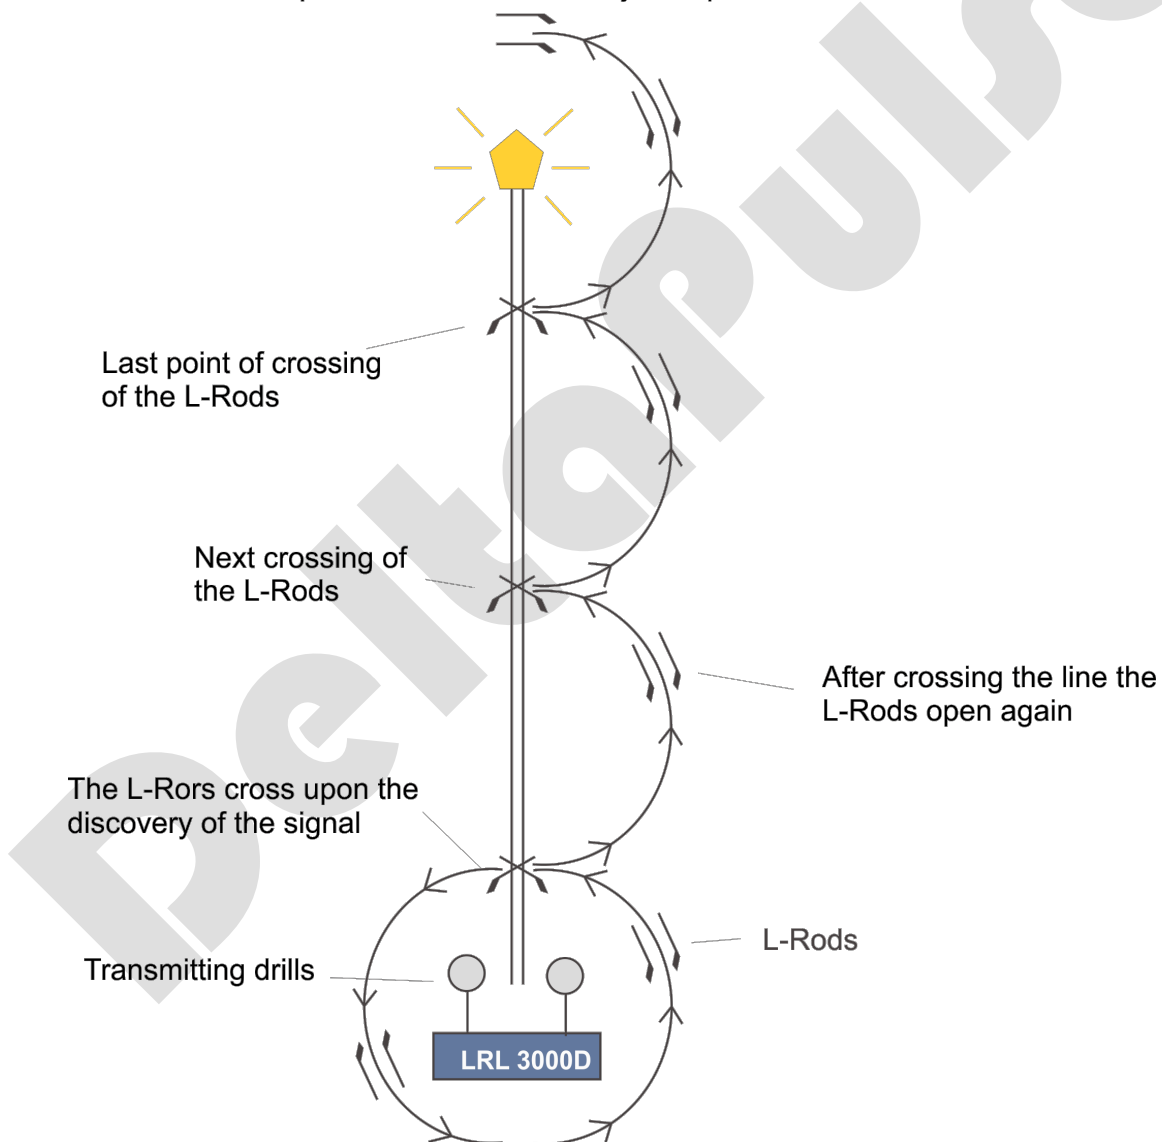 Last point of crossing
of the L-Rods
Next crossing of
the L-Rods
After crossing the line the
L-Rods open again
The L-Rors cross upon the
discovery of the signal
L-Rods
Transmitting drills
LRL 3000D
Deltapulse